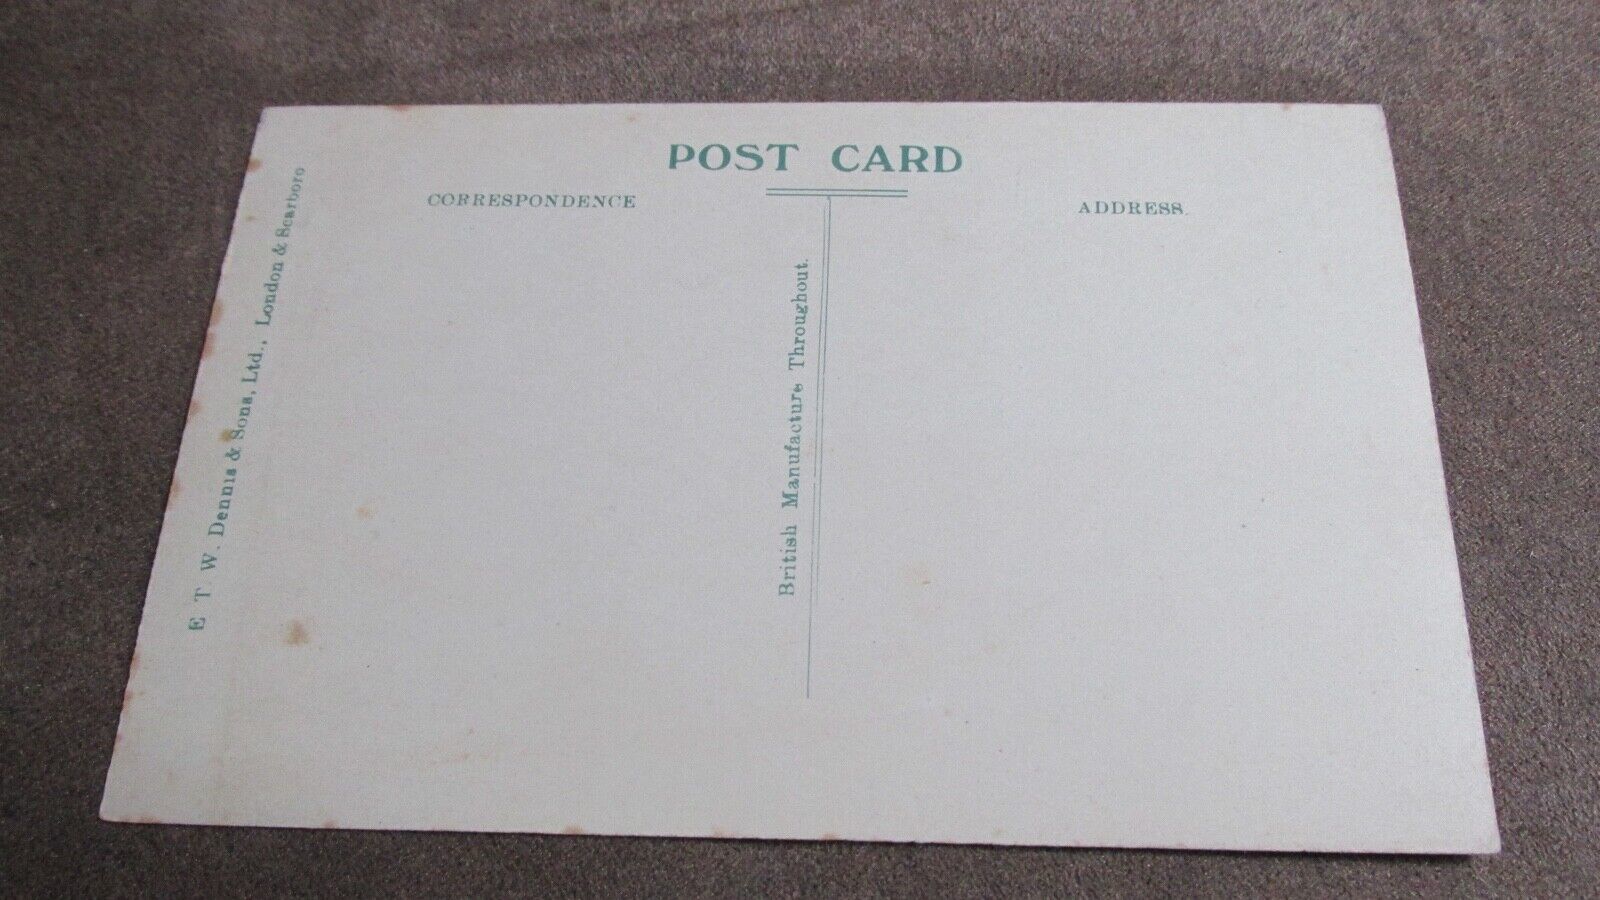 POST CARD
CORRESPONDENCE
ADDRESS.
E T W. Dennis & Sons, Ltd., London & Scarboro
British Manufacture Throughout.